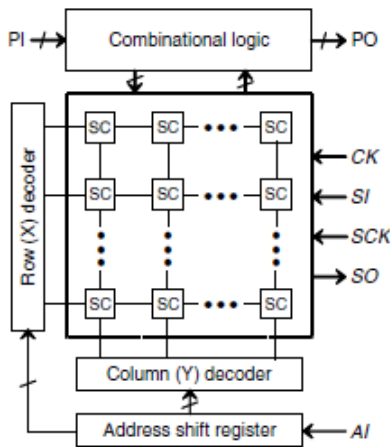 PI
Combinational logic
PO
SC SC ••• SC
CK
SC SC ••• SC
SI
Row (X) decoder
SCK
SO
SC SC ••• SC
Column (Y) decoder
Address shift register
AI